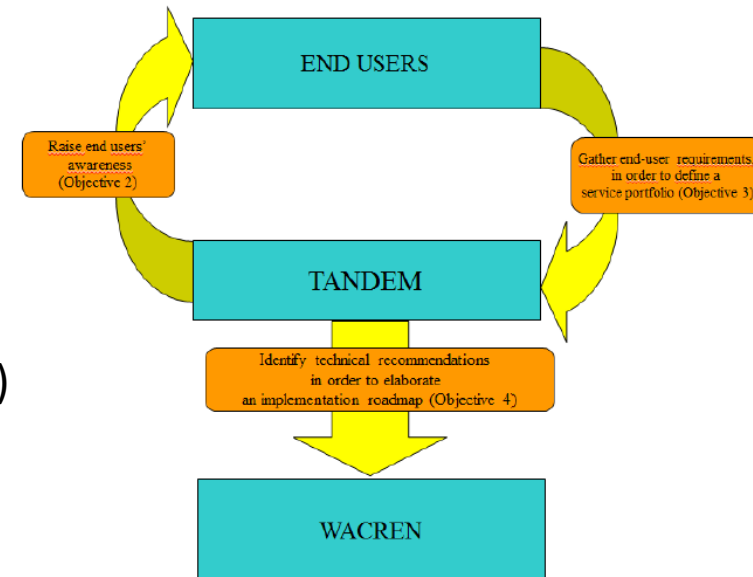 END USERS
Raise end users'
awareness
(Objective 2)
Gather end-user requirements,
in order to define a
service portfolio (Objective 3)
TANDEM
)
Identify technical recommendations
in order to elaborate
an implementation roadmap (Objective 4)
WACREN